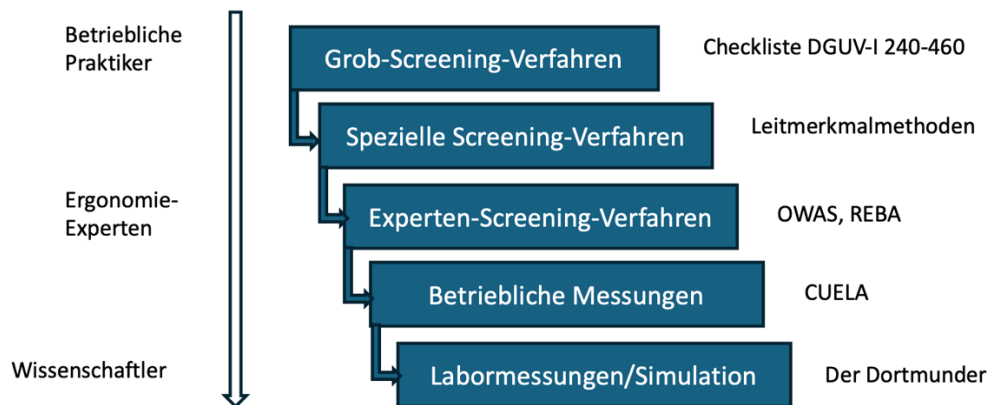 Betriebliche
Praktiker
Grob-Screening-Verfahren
Checkliste DGUV-I 240-460
Spezielle Screening-Verfahren
Leitmerkmalmethoden
Ergonomie-
Experten
Experten-Screening-Verfahren
OWAS, REBA
Betriebliche Messungen
CUELA
Wissenschaftler
Labormessungen/Simulation
Der Dortmunder